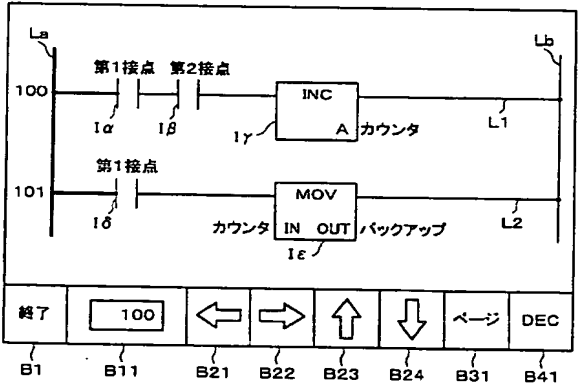 La
Lb
第1接点 第2接点
100
INC
A カウンタ
Iα Iβ Iγ L1
第1接点
101
MOV
カウンタ IN OUT バックアップ
Iδ Iε L2
終了 100 ページ DEC
B1 B11 B21 B22 B23 B24 B31 B41